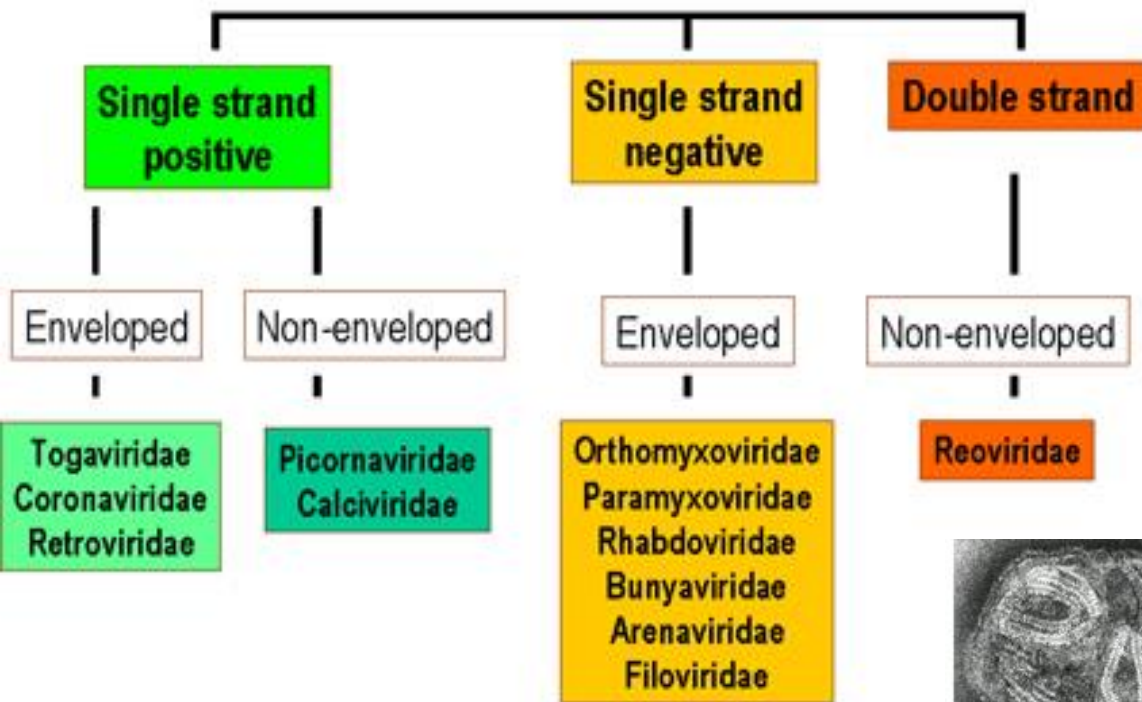 Single strand
positive
Single strand
negative
Double strand
Enveloped
Non-enveloped
Enveloped
Non-enveloped
Togaviridae
Coronaviridae
Retroviridae
Picornaviridae
Calciviridae
Orthomyxoviridae
Paramyxoviridae
Rhabdoviridae
Bunyaviridae
Arenaviridae
Filoviridae
Reoviridae